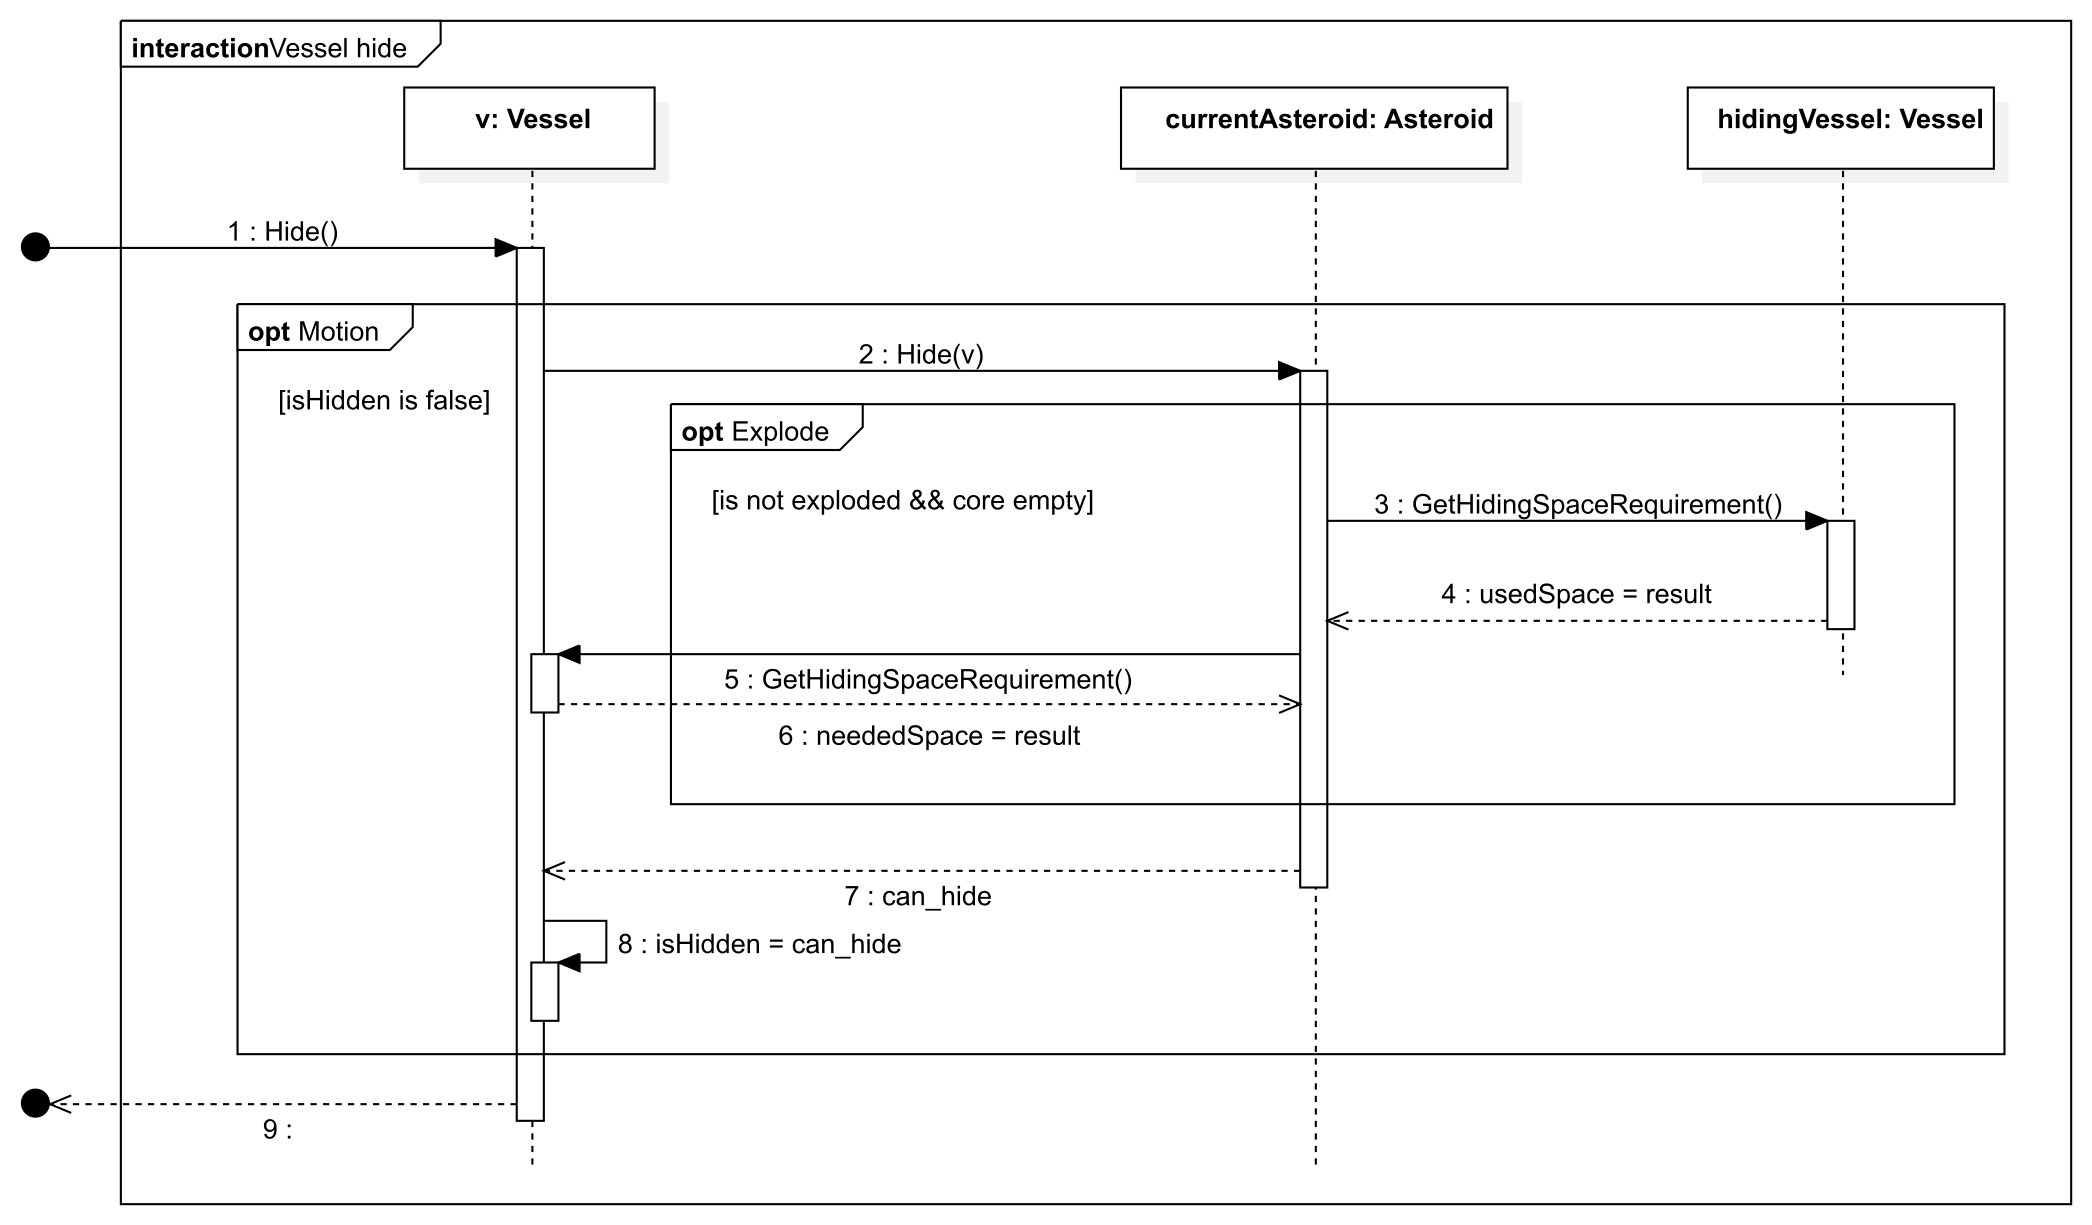 interactionVessel hide
v: Vessel
currentAsteroid: Asteroid
hidingVessel: Vessel
1 : Hide()
opt Motion
2 : Hide(v)
[isHidden is false]
opt Explode
[is not exploded && core empty]
3 : GetHidingSpaceRequirement()
4 : usedSpace = result
5 : GetHidingSpaceRequirement()
6 : neededSpace = result
7 : can_hide
8 : isHidden = can_hide
9 :